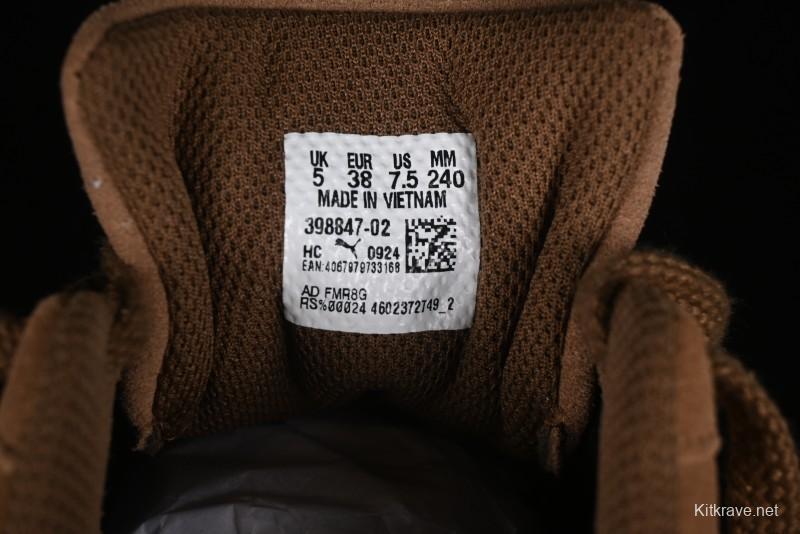 UK EUR US MM
5 38 7.5 240
MADE IN VIETNAM
398847-02
HC 0924
EAN:4067979733168
AD FMR8G
RS%00024 4602372749_2
Kitkrave.net